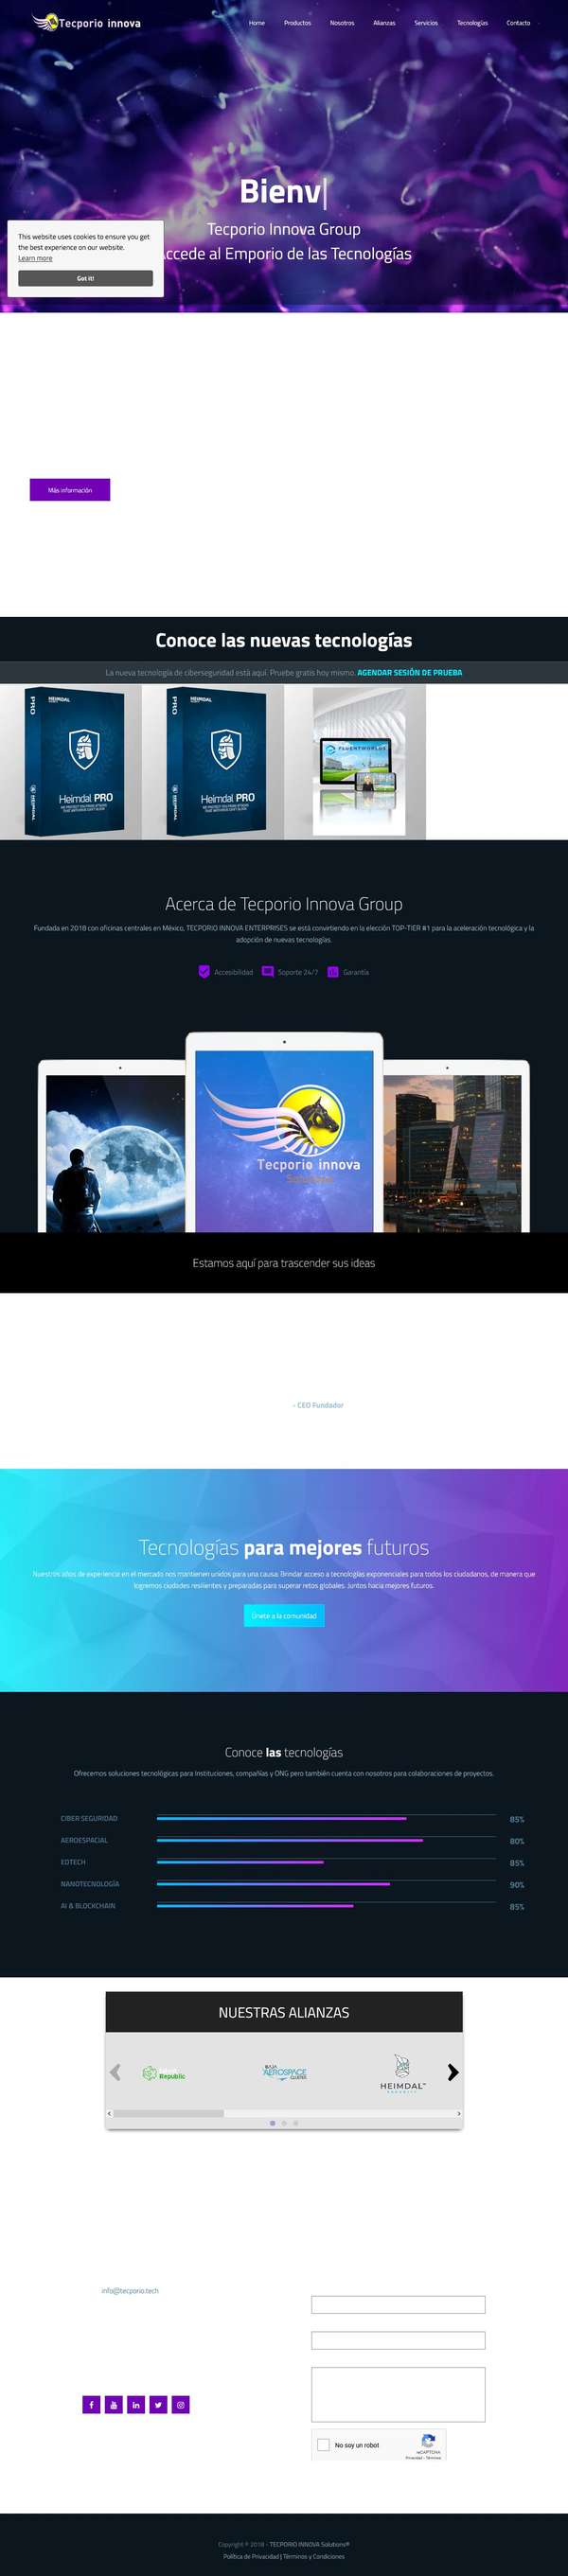 Tecporio innova
Home Productos Nosotros Alianzas Servicios Tecnologías Contacto
Bienv|
Tecporio Innova Group
Accede al Emporio de las Tecnologías
This website uses cookies to ensure you get
the best experience on our website.
Learn more
Got it!
Más información
Conoce las nuevas tecnologías
La nueva tecnología de ciberseguridad está aquí. Pruebe gratis hoy mismo. AGENDAR SESIÓN DE PRUEBA
PRO HEIMDAL
Heimdal PRO
HEIMDAL
PRO HEIMDAL
Heimdal PRO
HEIMDAL
FLUENTWORLDS
Acerca de Tecporio Innova Group
Fundada en 2018 con oficinas centrales en México, TECPORIO INNOVA ENTERPRISES se está convirtiendo en la elección TOP-TIER #1 para la aceleración tecnológica y la
adopción de nuevas tecnologías.
Accesibilidad Soporte 24/7 Garantía
Tecporio innova
Solutions
Estamos aquí para trascender sus ideas
- CEO Fundador
Tecnologías para mejores futuros
Nuestros años de experiencia en el mercado nos mantienen unidos para una causa. Brindar acceso a tecnologías exponenciales para todos los ciudadanos, de manera que
logremos ciudades resilientes y preparadas para superar retos globales. Juntos hacia mejores futuros.
Únete a la comunidad
Conoce las tecnologías
Ofrecemos soluciones tecnológicas para Instituciones, compañías y ONG pero también cuenta con nosotros para colaboraciones de proyectos.
CIBER SEGURIDAD 85%
AEROESPACIAL 80%
EDTECH 85%
NANOTECNOLOGÍA 90%
AI & BLOCKCHAIN 85%
NUESTRAS ALIANZAS
Republic
BAJA
AEROSPACE
CLUSTER
HEIMDAL™
SECURITY
info@tecporio.tech
No soy un robot
reCAPTCHA
Privacidad - Términos
Copyright © 2018 - TECPORIO INNOVA Solutions®
Política de Privacidad | Términos y Condiciones